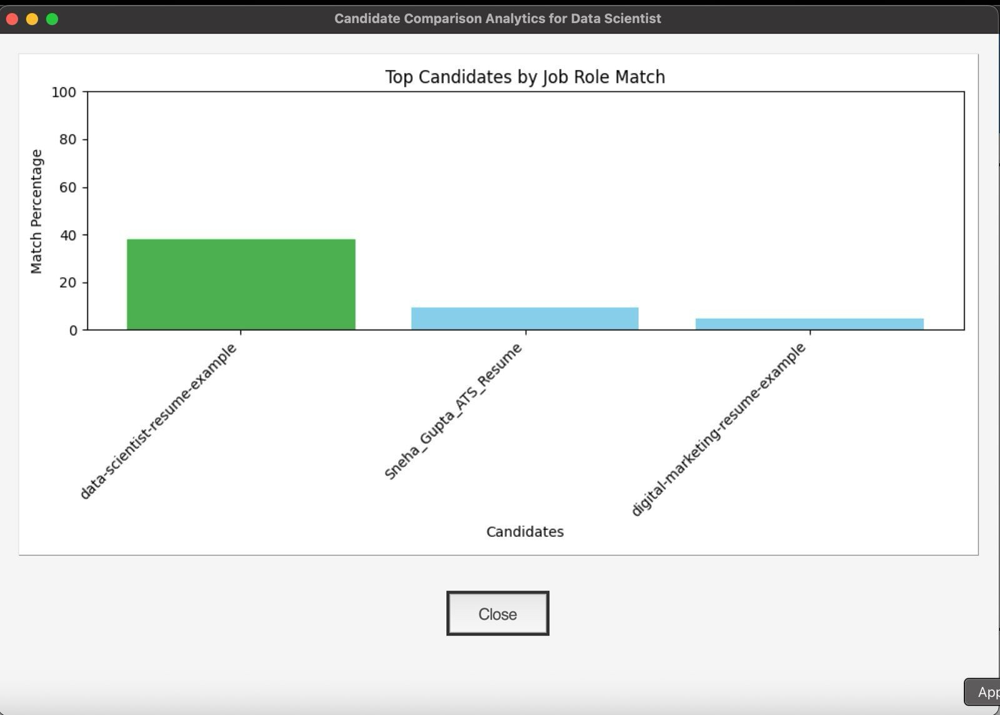 Candidate Comparison Analytics for Data Scientist
Top Candidates by Job Role Match
100
80
60
40
20
0
Match Percentage
data-scientist-resume-example
Sneha_Gupta_ATS_Resume
digital-marketing-resume-example
Candidates
Close
App